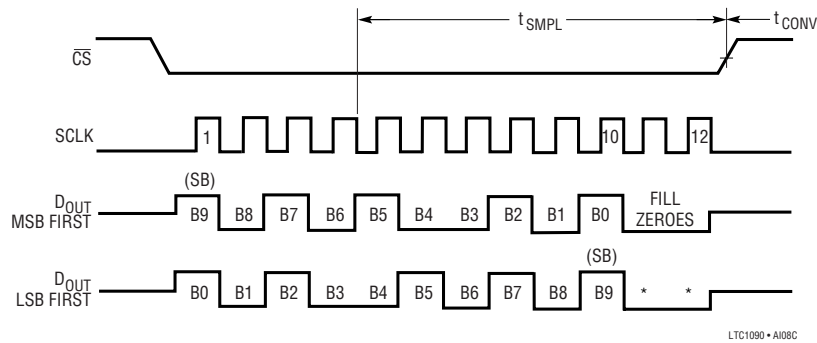 tSMPL tCONV
CS
SCLK 1 10 12
(SB)
DOUT
MSB FIRST
B9 B8 B7 B6 B5 B4 B3 B2 B1 B0 FILL
ZEROES
(SB)
DOUT
LSB FIRST
B0 B1 B2 B3 B4 B5 B6 B7 B8 B9 * *
LTC1090 • AI08C